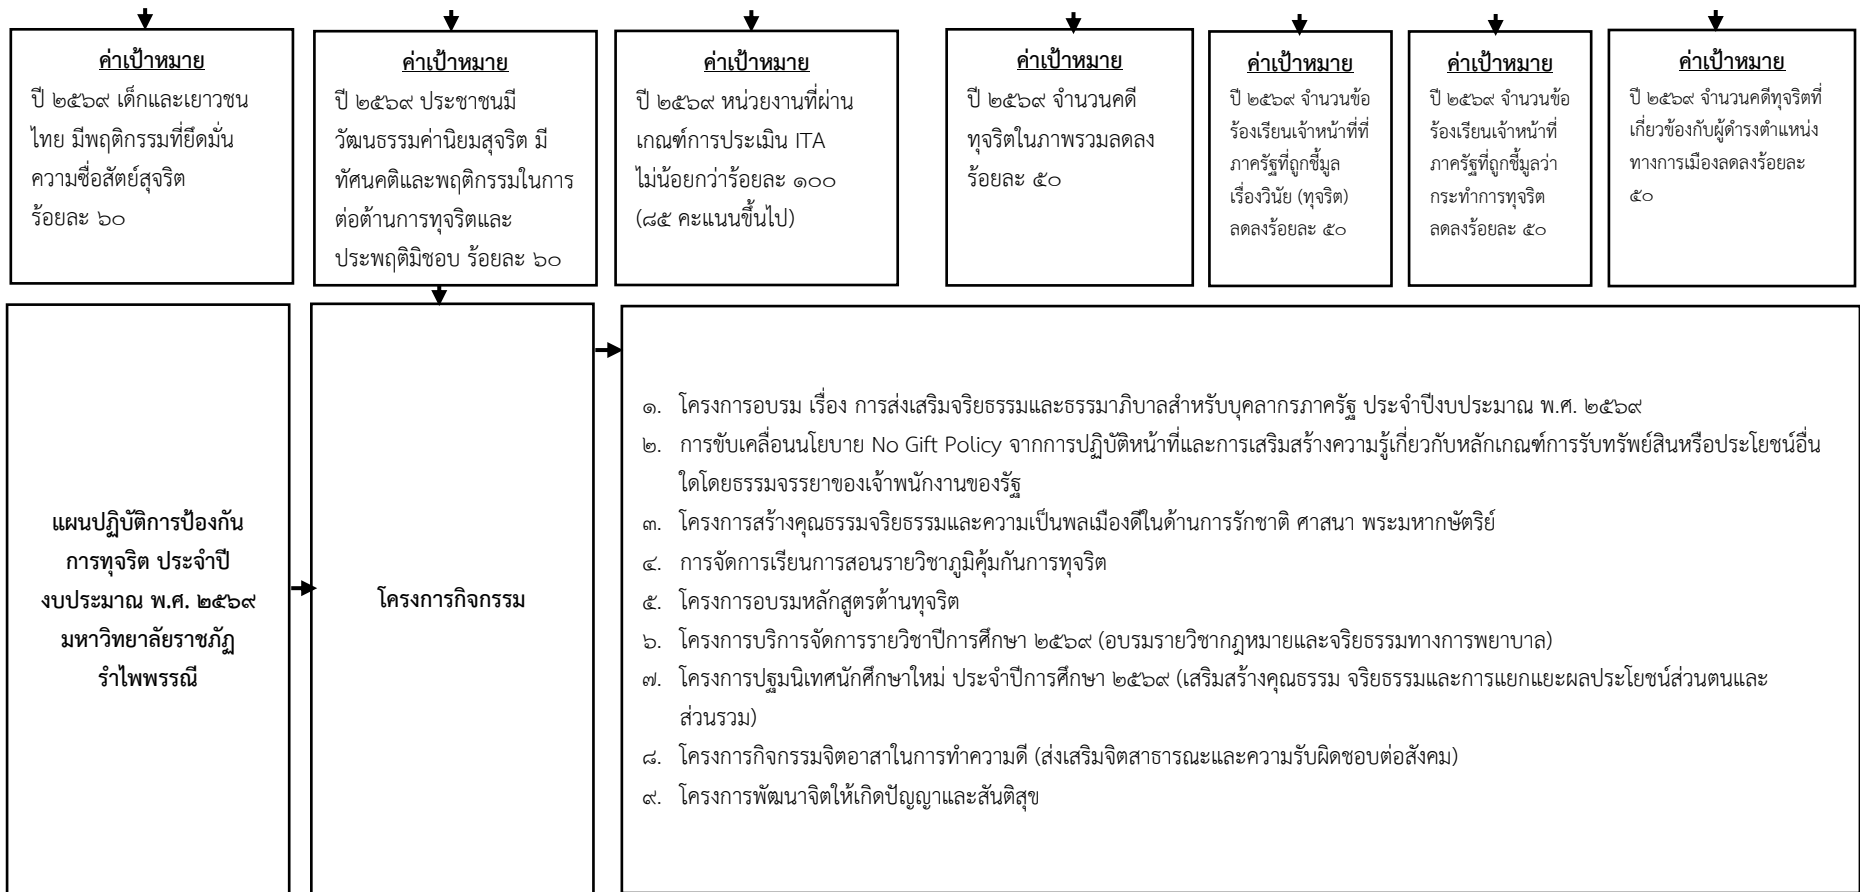 ค่าเป้าหมาย
ปี ๒๕๖๙ เด็กและเยาวชน
ไทย มีพฤติกรรมที่ยึดมั่น
ความซื่อสัตย์สุจริต
ร้อยละ ๖๐
ค่าเป้าหมาย
ปี ๒๕๖๙ ประชาชนมี
วัฒนธรรมค่านิยมสุจริต มี
ทัศนคติและพฤติกรรมในการ
ต่อต้านการทุจริตและ
ประพฤติมิชอบ ร้อยละ ๖๐
ค่าเป้าหมาย
ปี ๒๕๖๙ หน่วยงานที่ผ่าน
เกณฑ์การประเมิน ITA
ไม่น้อยกว่าร้อยละ ๑๐๐
(๘๕ คะแนนขึ้นไป)
ค่าเป้าหมาย
ปี ๒๕๖๙ จำนวนคดี
ทุจริตในภาพรวมลดลง
ร้อยละ ๕๐
ค่าเป้าหมาย
ปี ๒๕๖๙ จำนวนข้อ
ร้องเรียนเจ้าหน้าที่ที่
ภาครัฐที่ถูกชี้มูล
เรื่องวินัย (ทุจริต)
ลดลงร้อยละ ๕๐
ค่าเป้าหมาย
ปี ๒๕๖๙ จำนวนข้อ
ร้องเรียนเจ้าหน้าที่
ภาครัฐที่ถูกชี้มูลว่า
กระทำการทุจริต
ลดลงร้อยละ ๕๐
ค่าเป้าหมาย
ปี ๒๕๖๙ จำนวนคดีทุจริตที่
เกี่ยวข้องกับผู้ดำรงตำแหน่ง
ทางการเมืองลดลงร้อยละ
๕๐
แผนปฏิบัติการป้องกัน
การทุจริต ประจำปี
งบประมาณ พ.ศ. ๒๕๖๙
มหาวิทยาลัยราชภัฏ
รำไพพรรณี
โครงการกิจกรรม
๑. โครงการอบรม เรื่อง การส่งเสริมจริยธรรมและธรรมาภิบาลสำหรับบุคลากรภาครัฐ ประจำปีงบประมาณ พ.ศ. ๒๕๖๙
๒. การขับเคลื่อนนโยบาย No Gift Policy จากการปฏิบัติหน้าที่และการเสริมสร้างความรู้เกี่ยวกับหลักเกณฑ์การรับทรัพย์สินหรือประโยชน์อื่น
ใดโดยธรรมจรรยาของเจ้าพนักงานของรัฐ
๓. โครงการสร้างคุณธรรมจริยธรรมและความเป็นพลเมืองดีในด้านการรักชาติ ศาสนา พระมหากษัตริย์
๔. การจัดการเรียนการสอนรายวิชาภูมิคุ้มกันการทุจริต
๕. โครงการอบรมหลักสูตรต้านทุจริต
๖. โครงการบริการจัดการรายวิชาปีการศึกษา ๒๕๖๙ (อบรมรายวิชากฎหมายและจริยธรรมทางการพยาบาล)
๗. โครงการปฐมนิเทศนักศึกษาใหม่ ประจำปีการศึกษา ๒๕๖๙ (เสริมสร้างคุณธรรม จริยธรรมและการแยกแยะผลประโยชน์ส่วนตนและ
ส่วนรวม)
๘. โครงการกิจกรรมจิตอาสาในการทำความดี (ส่งเสริมจิตสาธารณะและความรับผิดชอบต่อสังคม)
๙. โครงการพัฒนาจิตให้เกิดปัญญาและสันติสุข